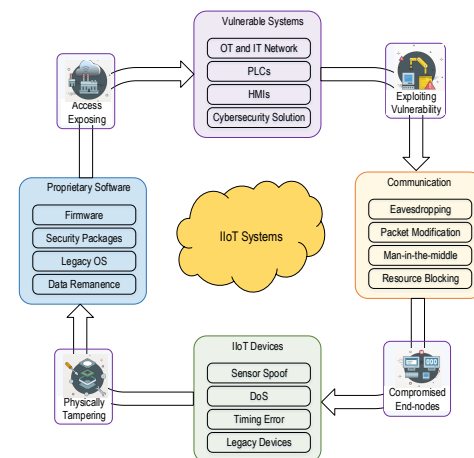 Vulnerable Systems
OT and IT Network
PLCs
HMIs
Cybersecurity Solution
Access
Exposing
Exploiting
Vulnerability
Proprietary Software
Firmware
Security Packages
Legacy OS
Data Remanence
IIoT Systems
Communication
Eavesdropping
Packet Modification
Man-in-the-middle
Resource Blocking
Physically
Tampering
IIoT Devices
Sensor Spoof
DoS
Timing Error
Legacy Devices
Compromised
End-nodes